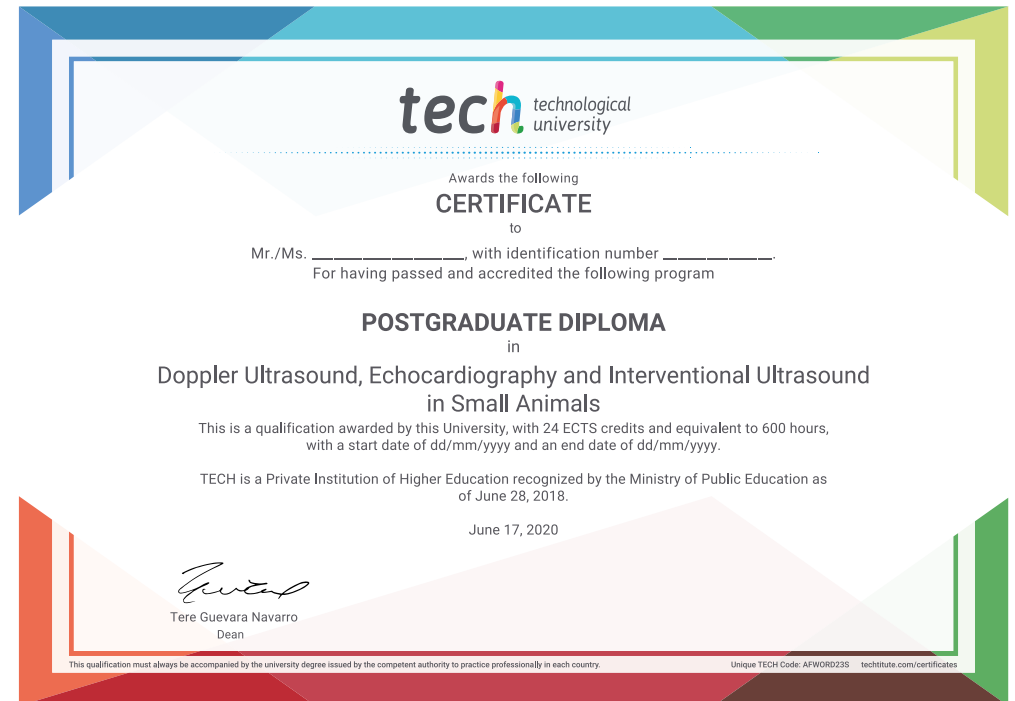 tech technological
university
Awards the following
CERTIFICATE
to
Mr./Ms. ____________________, with identification number ______________.
For having passed and accredited the following program
POSTGRADUATE DIPLOMA
in
Doppler Ultrasound, Echocardiography and Interventional Ultrasound
in Small Animals
This is a qualification awarded by this University, with 24 ECTS credits and equivalent to 600 hours,
with a start date of dd/mm/yyyy and an end date of dd/mm/yyyy.
TECH is a Private Institution of Higher Education recognized by the Ministry of Public Education as
of June 28, 2018.
June 17, 2020
Tere Guevara Navarro
Dean
This qualification must always be accompanied by the university degree issued by the competent authority to practice professionally in each country.
Unique TECH Code: AFWORD23S techtitute.com/certificates